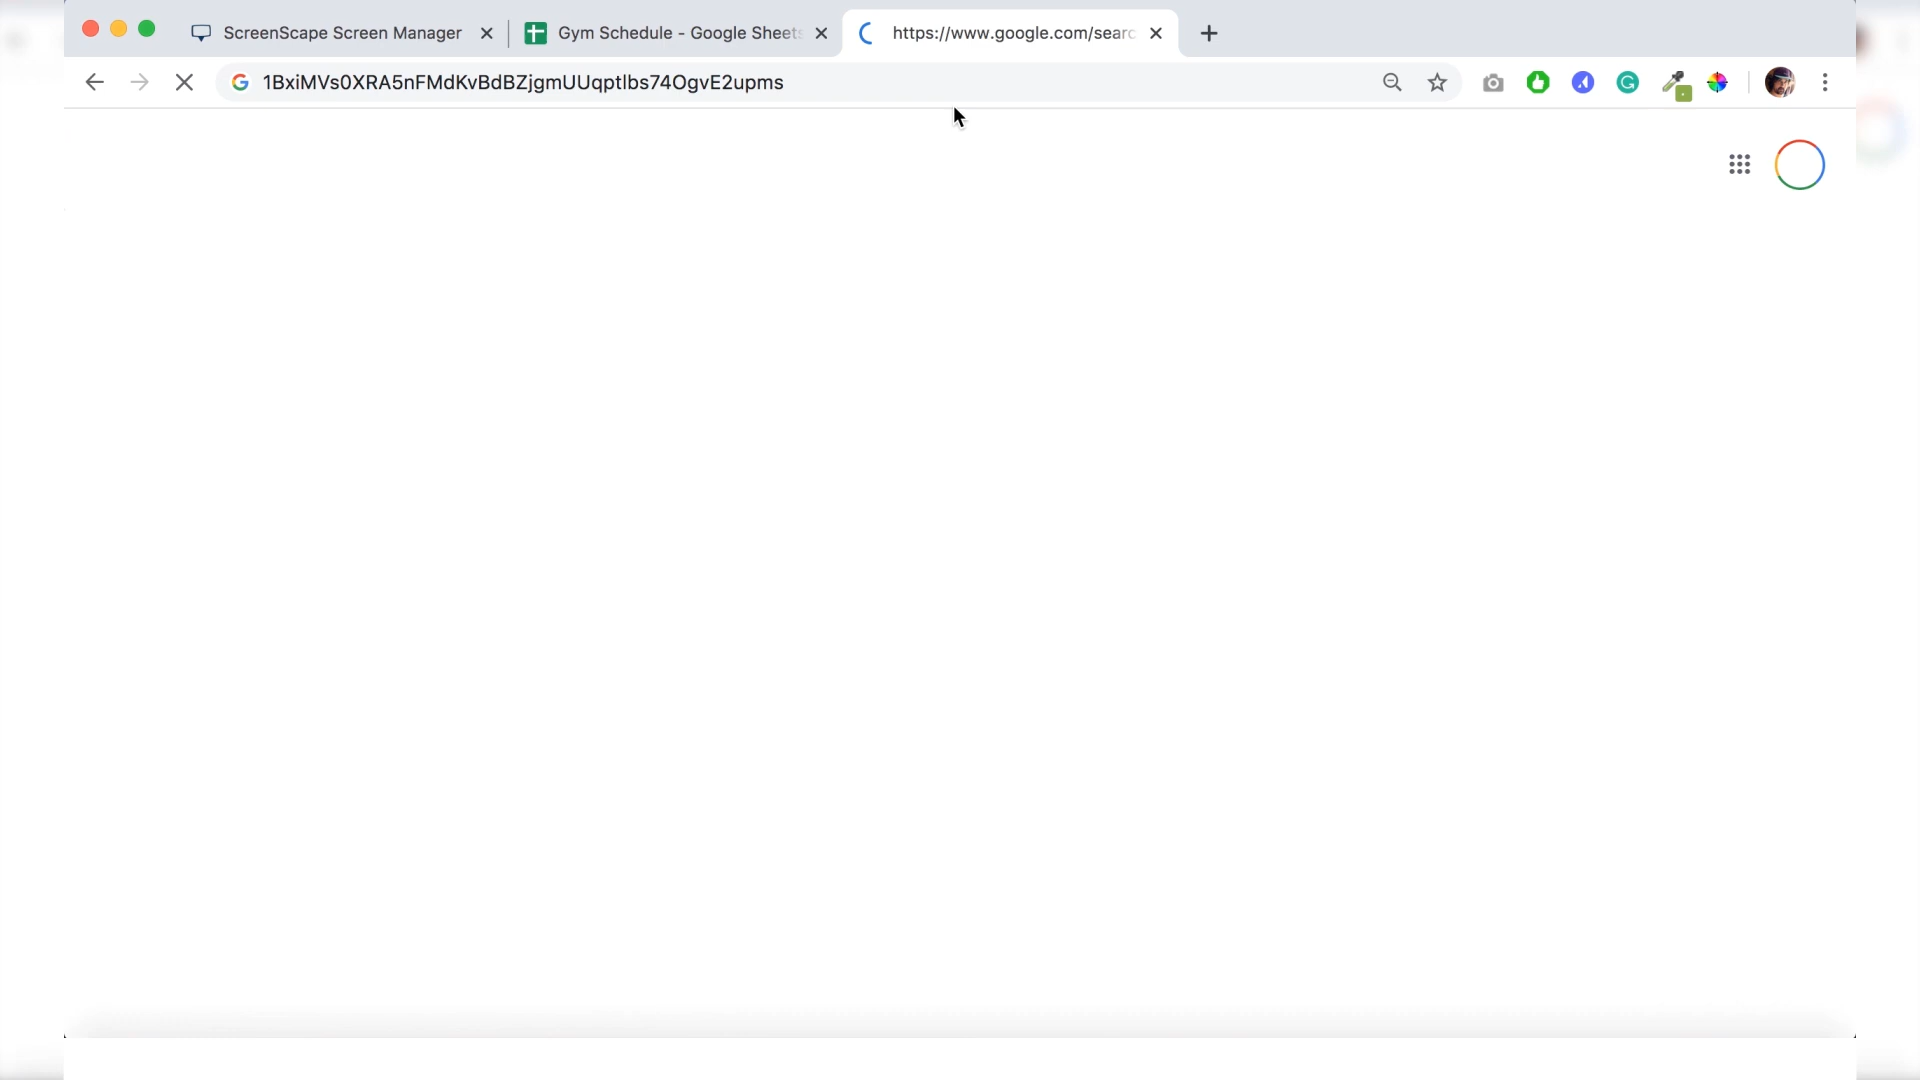 ScreenScape Screen Manager
Gym Schedule - Google Sheets
https://www.google.com/searc
1BxiMVs0XRA5nFMdKvBdBZjgmUUqptlbs74OgvE2upms